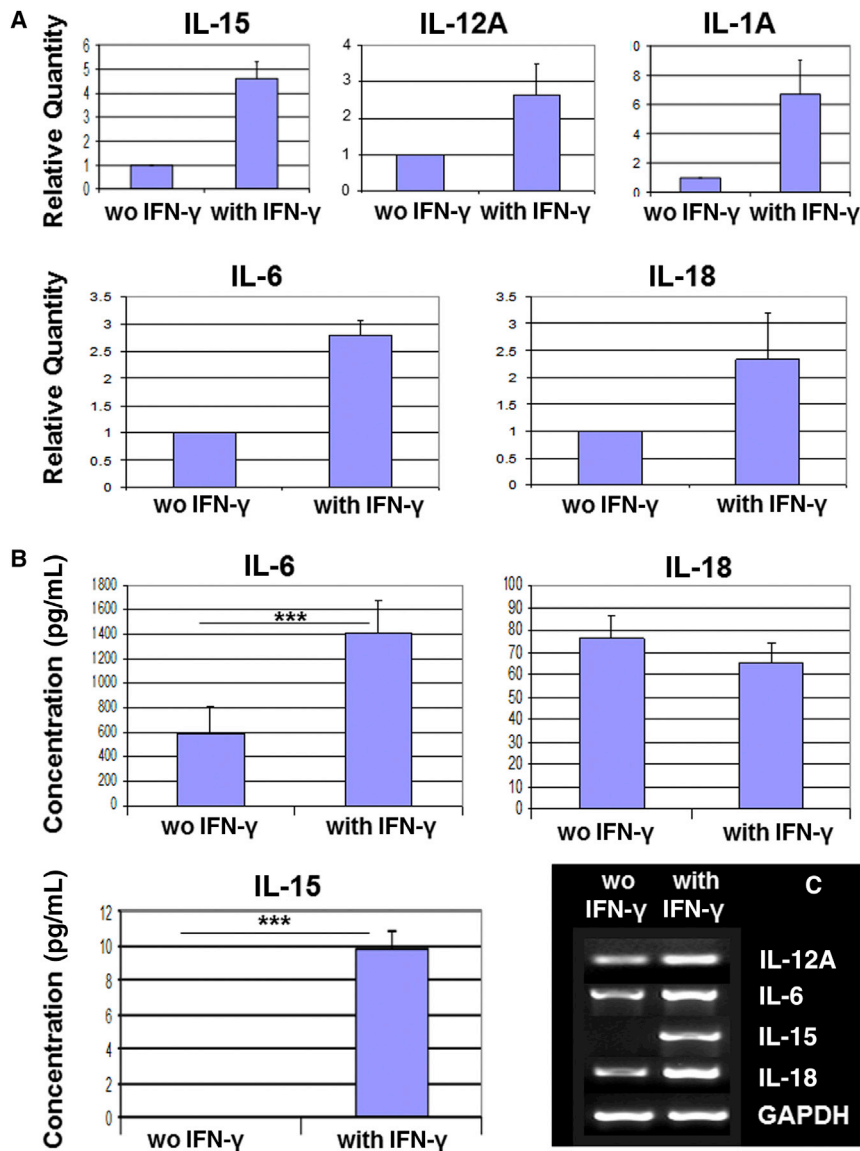 A
IL-15
IL-12A
IL-1A
Relative Quantity
6
5
4
3
2
1
0
wo IFN-γ with IFN-γ
4
3
2
1
0
wo IFN-γ with IFN-γ
0
8
6
4
2
0
wo IFN-γ with IFN-γ
IL-6
IL-18
Relative Quantity
3.5
3
2.5
2
1.5
1
0.5
0
wo IFN-γ with IFN-γ
3.5
3
2.5
2
1.5
1
0.5
0
wo IFN-γ with IFN-γ
B
IL-6
IL-18
Concentration (pg/mL)
1800
1600
1400
1200
1000
800
600
400
200
0
***
wo IFN-γ with IFN-γ
100
90
80
70
60
50
40
30
20
10
0
wo IFN-γ with IFN-γ
IL-15
Concentration (pg/mL)
12
10
8
6
4
2
0
***
wo IFN-γ with IFN-γ
C
wo with
IFN-γ IFN-γ
IL-12A
IL-6
IL-15
IL-18
GAPDH